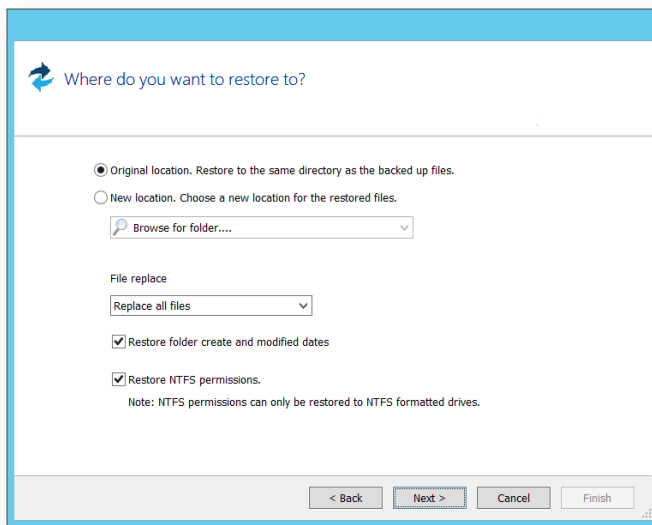 Where do you want to restore to?
Original location. Restore to the same directory as the backed up files.
New location. Choose a new location for the restored files.
Browse for folder....
File replace
Replace all files
Restore folder create and modified dates
Restore NTFS permissions.
Note: NTFS permissions can only be restored to NTFS formatted drives.
< Back Next > Cancel Finish